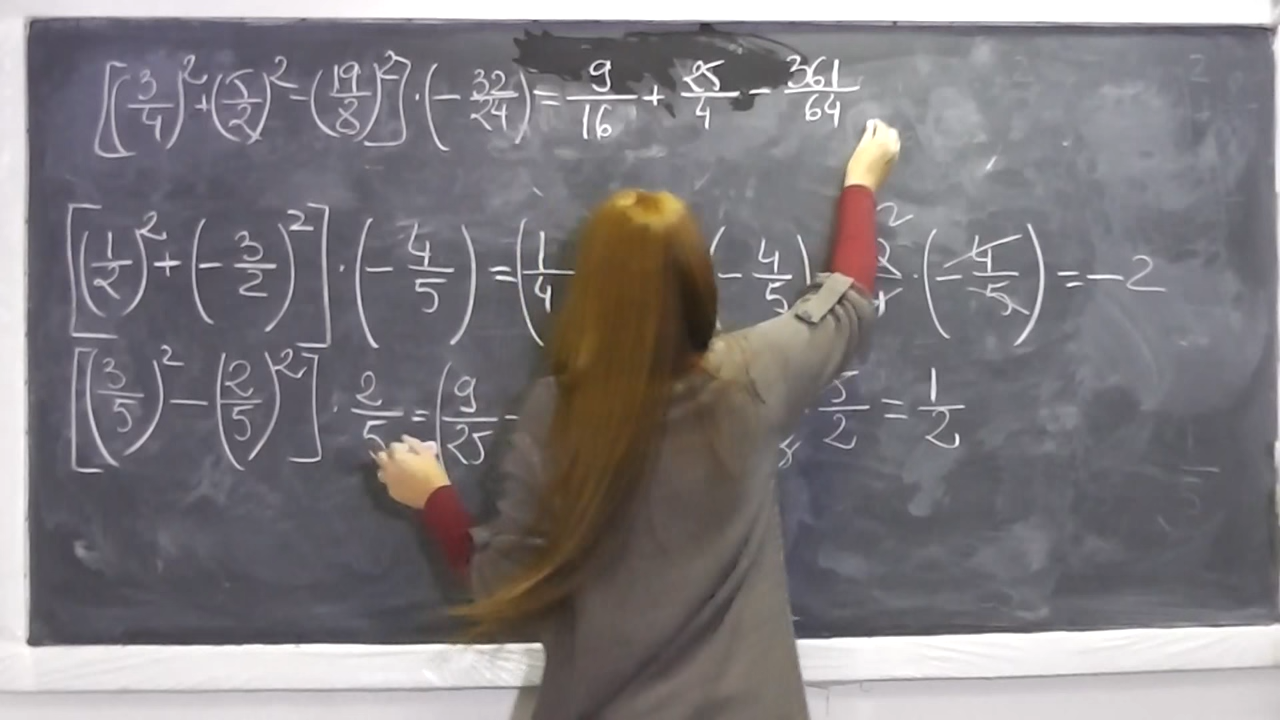 [(3/4)² + (5/2)² − (19/8)²] · (− 32/24) = 9/16 + 25/4 − 361/64
[(1/2)² + (− 3/2)²] · (− 4/5) = (1/4 (− 4/5) · (− 4/5) = −2
[(3/5)² − (2/5)²] · 2/5 = (9/25 − · 5/2 = 1/2